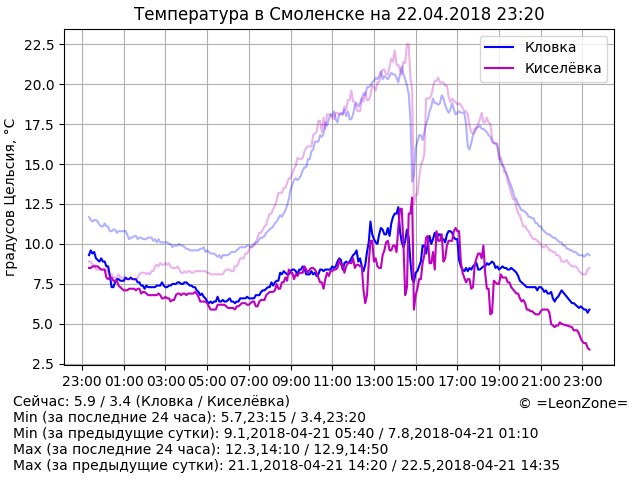 Температура в Смоленске на 22.04.2018 23:20
градусов Цельсия, °C
22.5
20.0
17.5
15.0
12.5
10.0
7.5
5.0
2.5
Кловка
Киселёвка
23:00 01:00 03:00 05:00 07:00 09:00 11:00 13:00 15:00 17:00 19:00 21:00 23:00
Сейчас: 5.9 / 3.4 (Кловка / Киселёвка)
© =LeonZone=
Min (за последние 24 часа): 5.7,23:15 / 3.4,23:20
Min (за предыдущие сутки): 9.1,2018-04-21 05:40 / 7.8,2018-04-21 01:10
Max (за последние 24 часа): 12.3,14:10 / 12.9,14:50
Max (за предыдущие сутки): 21.1,2018-04-21 14:20 / 22.5,2018-04-21 14:35